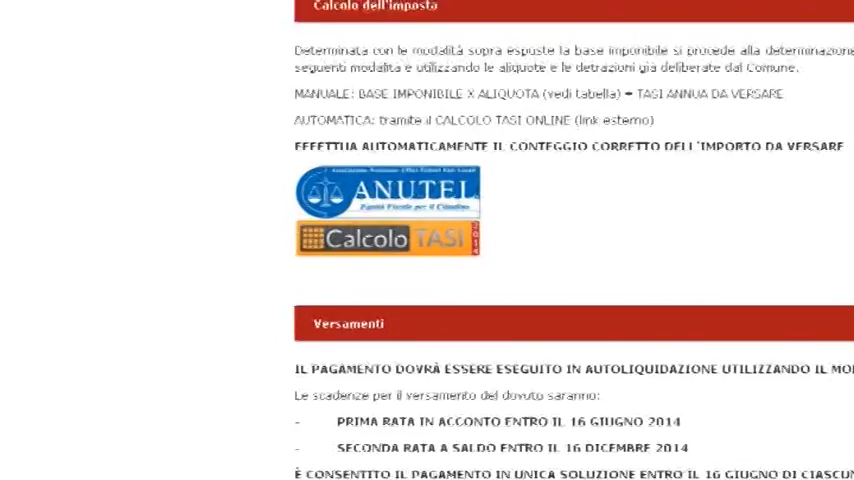 Calcolo dell'imposta
Determinata con le modalità sopra esposte la base imponibile si procede alla determinazione
seguenti modalità e utilizzando le aliquote e le detrazioni già deliberate dal Comune.
MANUALE: BASE IMPONIBILE X ALIQUOTA (vedi tabella) = TASI ANNUA DA VERSARE
AUTOMATICA: tramite il CALCOLO TASI ONLINE (link esterno)
EFFETTUA AUTOMATICAMENTE IL CONTEGGIO CORRETTO DELL'IMPORTO DA VERSARE
ANUTEL
Equità Fiscale per il Cittadino
Calcolo TASI 2014
Versamenti
IL PAGAMENTO DOVRÀ ESSERE ESEGUITO IN AUTOLIQUIDAZIONE UTILIZZANDO IL
Le scadenze per il versamento del dovuto saranno:
- PRIMA RATA IN ACCONTO ENTRO IL 16 GIUGNO 2014
- SECONDA RATA A SALDO ENTRO IL 16 DICEMBRE 2014
È CONSENTITO IL PAGAMENTO IN UNICA SOLUZIONE ENTRO IL 16 GIUGNO DI